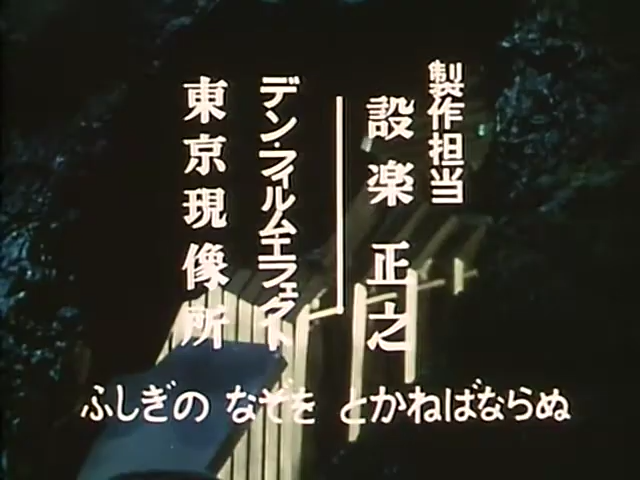 製作担当
設楽正之
デン・フィルムエフェクト
東京現像所
ふしぎの なぞを とかねばならぬ